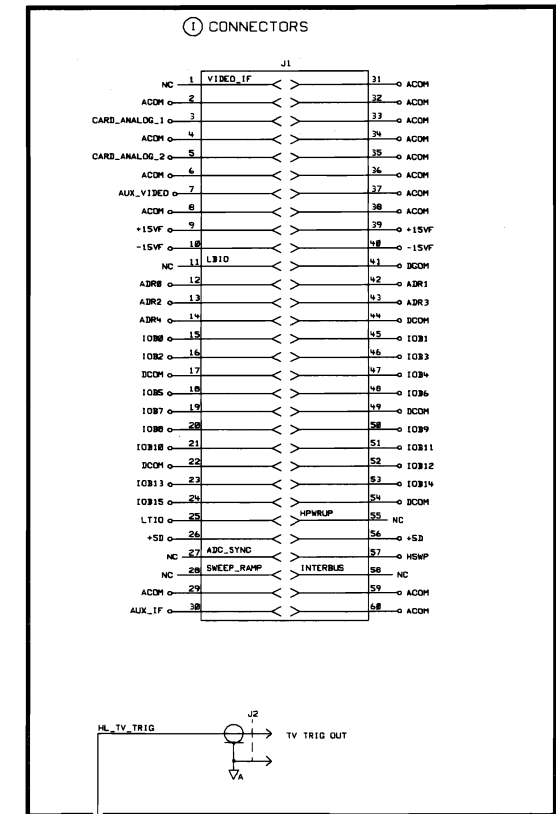 I CONNECTORS
J1
NC 1 VIDEO_IF 31 ACOM
ACOM 2 32 ACOM
CARD_ANALOG_1 3 33 ACOM
ACOM 4 34 ACOM
CARD_ANALOG_2 5 35 ACOM
ACOM 6 36 ACOM
AUX_VIDEO 7 37 ACOM
ACOM 8 38 ACOM
+15VF 9 39 +15VF
-15VF 10 40 -15VF
NC 11 LBIO 41 DCOM
ADR0 12 42 ADR1
ADR2 13 43 ADR3
ADR4 14 44 DCOM
IOB0 15 45 IOB1
IOB2 16 46 IOB3
DCOM 17 47 IOB4
IOB5 18 48 IOB6
IOB7 19 49 DCOM
IOB8 20 50 IOB9
IOB10 21 51 IOB11
DCOM 22 52 IOB12
IOB13 23 53 IOB14
IOB15 24 54 DCOM
LTIO 25 HPWRUP 55 NC
+5D 26 56 +5D
NC 27 ADC_SYNC 57 HSWP
NC 28 SWEEP_RAMP INTERBUS 58 NC
ACOM 29 59 ACOM
AUX_IF 30 60 ACOM
J2
HL_TV_TRIG TV TRIG OUT
A